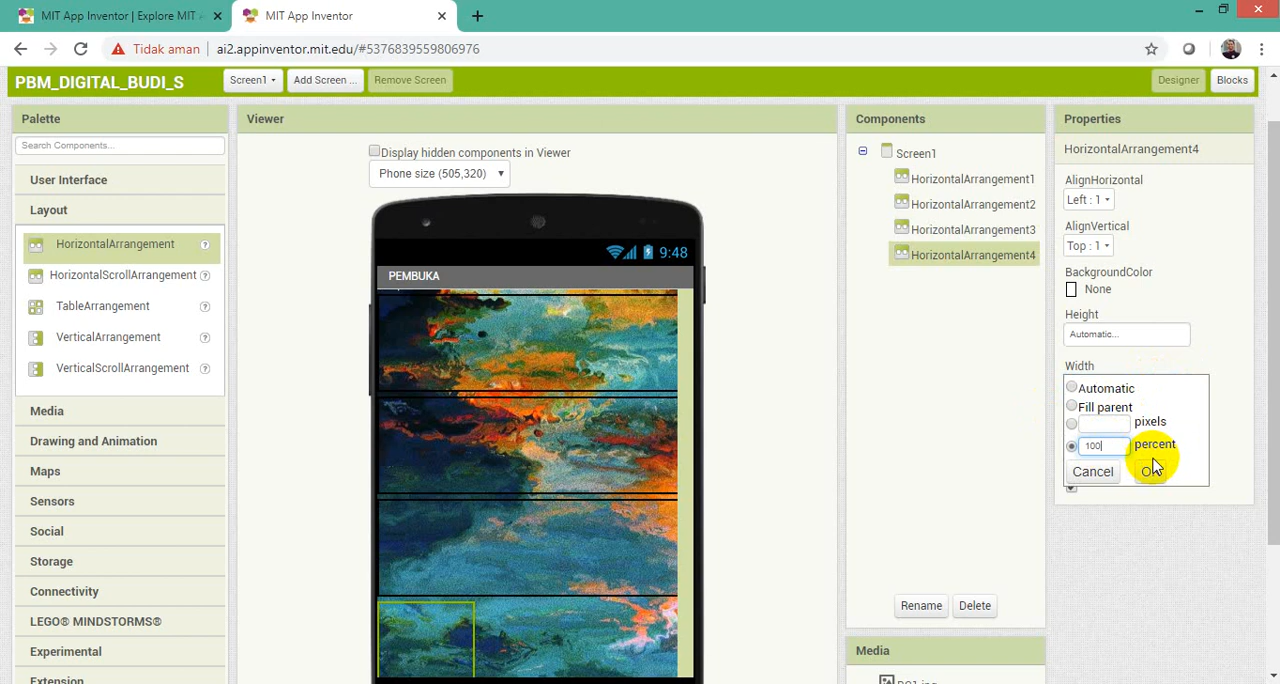 MIT App Inventor | Explore MIT
MIT App Inventor
Tidak aman
ai2.appinventor.mit.edu/#5376839559806976
PBM_DIGITAL_BUDI_S
Screen1
Add Screen ...
Remove Screen
Designer
Blocks
Palette
Search Components...
User Interface
Layout
HorizontalArrangement
HorizontalScrollArrangement
TableArrangement
VerticalArrangement
VerticalScrollArrangement
Media
Drawing and Animation
Maps
Sensors
Social
Storage
Connectivity
LEGO® MINDSTORMS®
Experimental
Extension
Viewer
Display hidden components in Viewer
Phone size (505,320)
9:48
PEMBUKA
Components
Screen1
HorizontalArrangement1
HorizontalArrangement2
HorizontalArrangement3
HorizontalArrangement4
Rename
Delete
Media
Properties
HorizontalArrangement4
AlignHorizontal
Left : 1
AlignVertical
Top : 1
BackgroundColor
None
Height
Automatic...
Width
Automatic
Fill parent
pixels
100 percent
Cancel